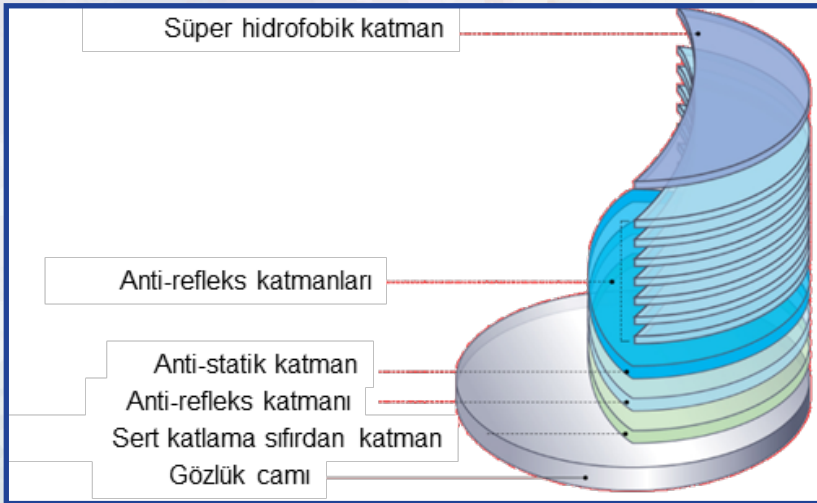 Süper hidrofobik katman
Anti-refleks katmanları
Anti-statik katman
Anti-refleks katmanı
Sert katlama sıfırdan katman
Gözlük camı